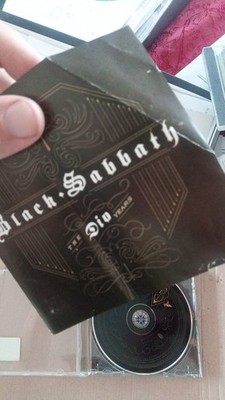 Black Sabbath
THE Dio YEARS